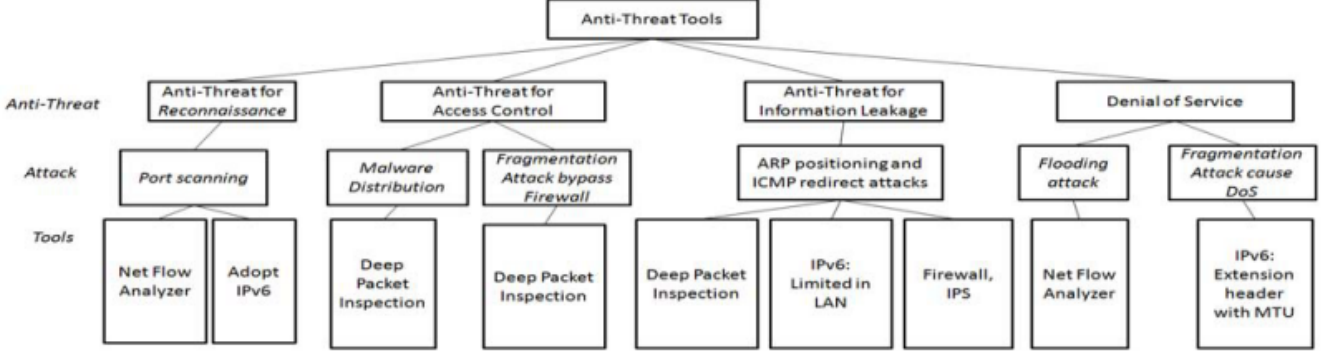 Anti-Threat Tools
Anti-Threat
Anti-Threat for
Reconnaissance
Anti-Threat for
Access Control
Anti-Threat for
Information Leakage
Denial of Service
Attack
Port scanning
Malware
Distribution
Fragmentation
Attack bypass
Firewall
ARP positioning and
ICMP redirect attacks
Flooding
attack
Fragmentation
Attack cause
DoS
Tools
Net Flow
Analyzer
Adopt
IPv6
Deep
Packet
Inspection
Deep Packet
Inspection
Deep Packet
Inspection
IPv6:
Limited in
LAN
Firewall,
IPS
Net Flow
Analyzer
IPv6:
Extension
header
with MTU